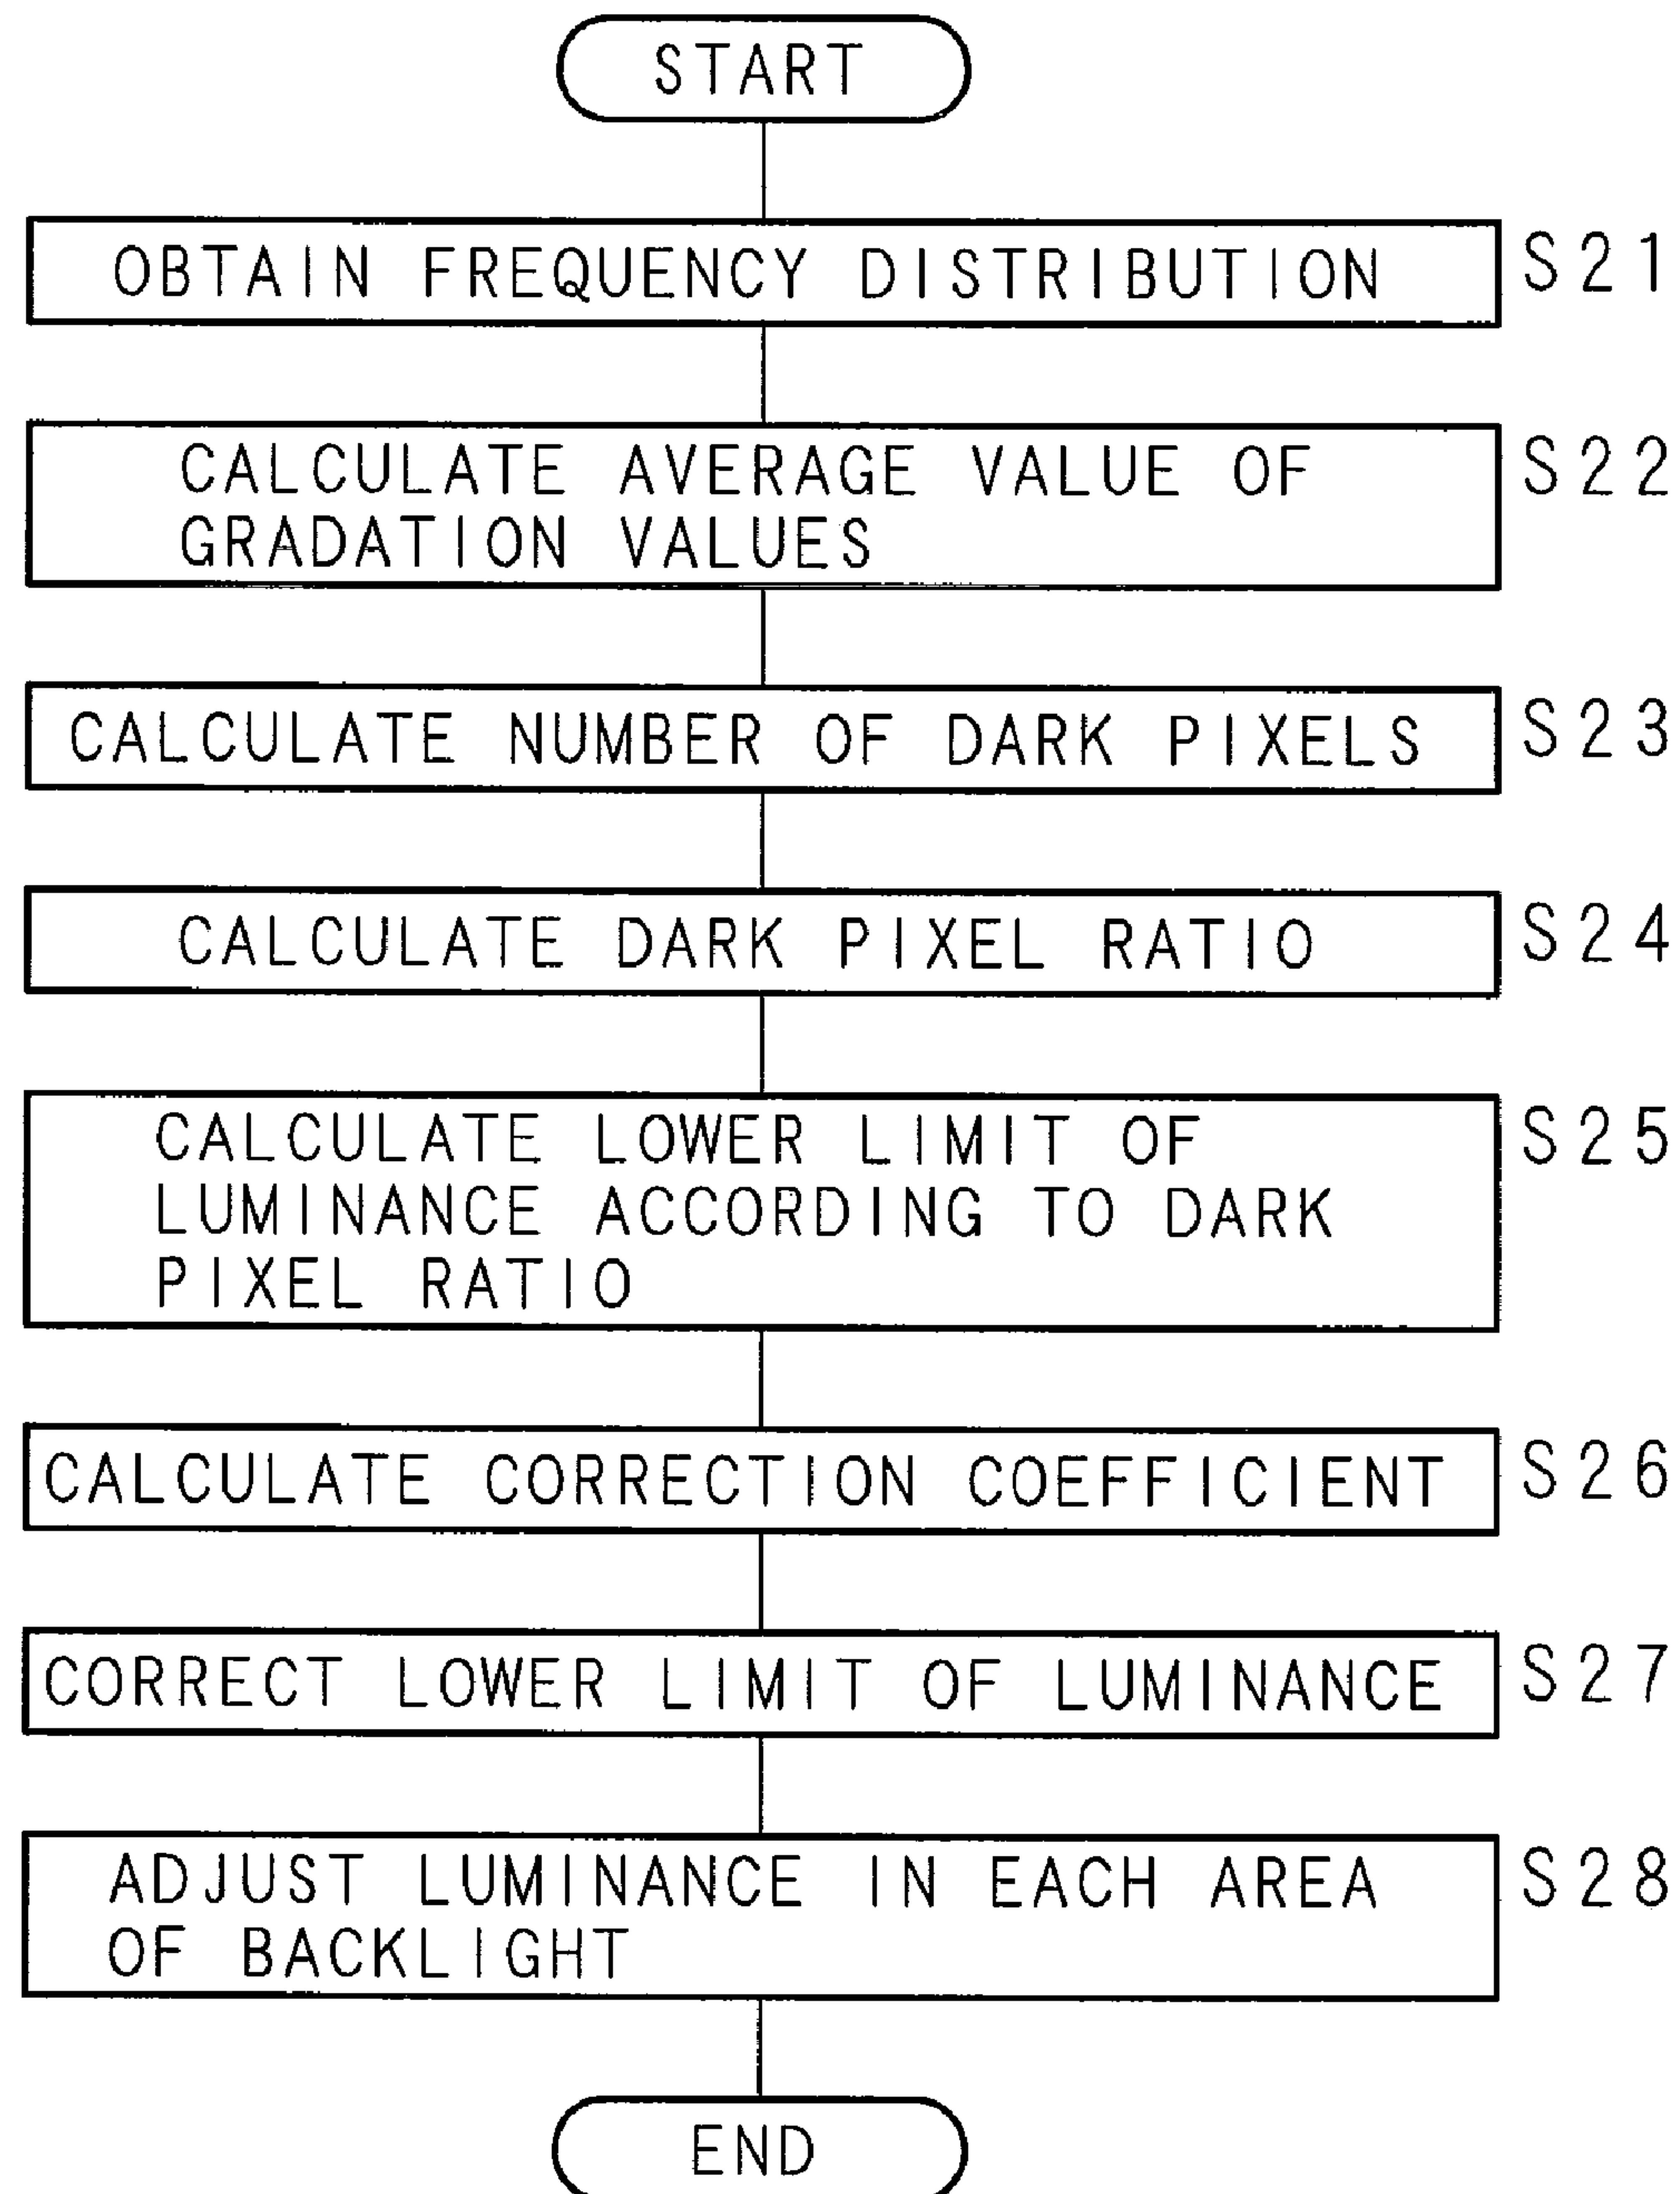 START
OBTAIN FREQUENCY DISTRIBUTION S21
CALCULATE AVERAGE VALUE OF S22
GRADATION VALUES
CALCULATE NUMBER OF DARK PIXELS S23
CALCULATE DARK PIXEL RATIO S24
CALCULATE LOWER LIMIT OF S25
LUMINANCE ACCORDING TO DARK
PIXEL RATIO
CALCULATE CORRECTION COEFFICIENT S26
CORRECT LOWER LIMIT OF LUMINANCE S27
ADJUST LUMINANCE IN EACH AREA S28
OF BACKLIGHT
END